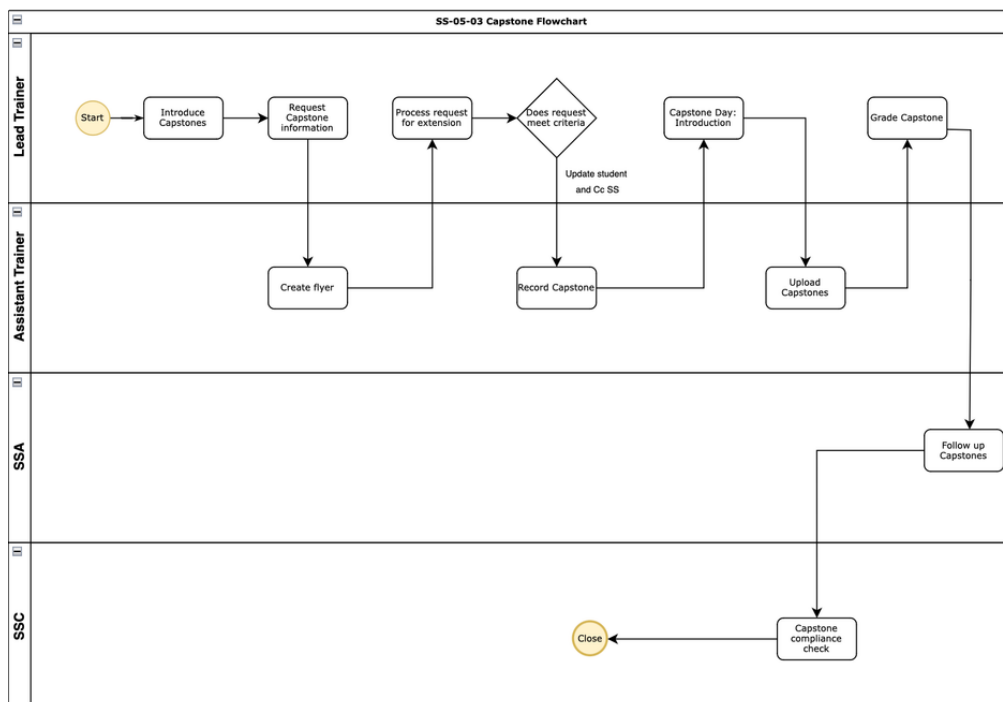 SS-05-03 Capstone Flowchart
Lead Trainer
Start
Introduce
Capstones
Request
Capstone
information
Process request
for extension
Does request
meet criteria
Update student
and Cc SS
Capstone Day:
Introduction
Grade Capstone
Assistant Trainer
Create flyer
Record Capstone
Upload
Capstones
SSA
Follow up
Capstones
SSC
Close
Capstone
compliance
check